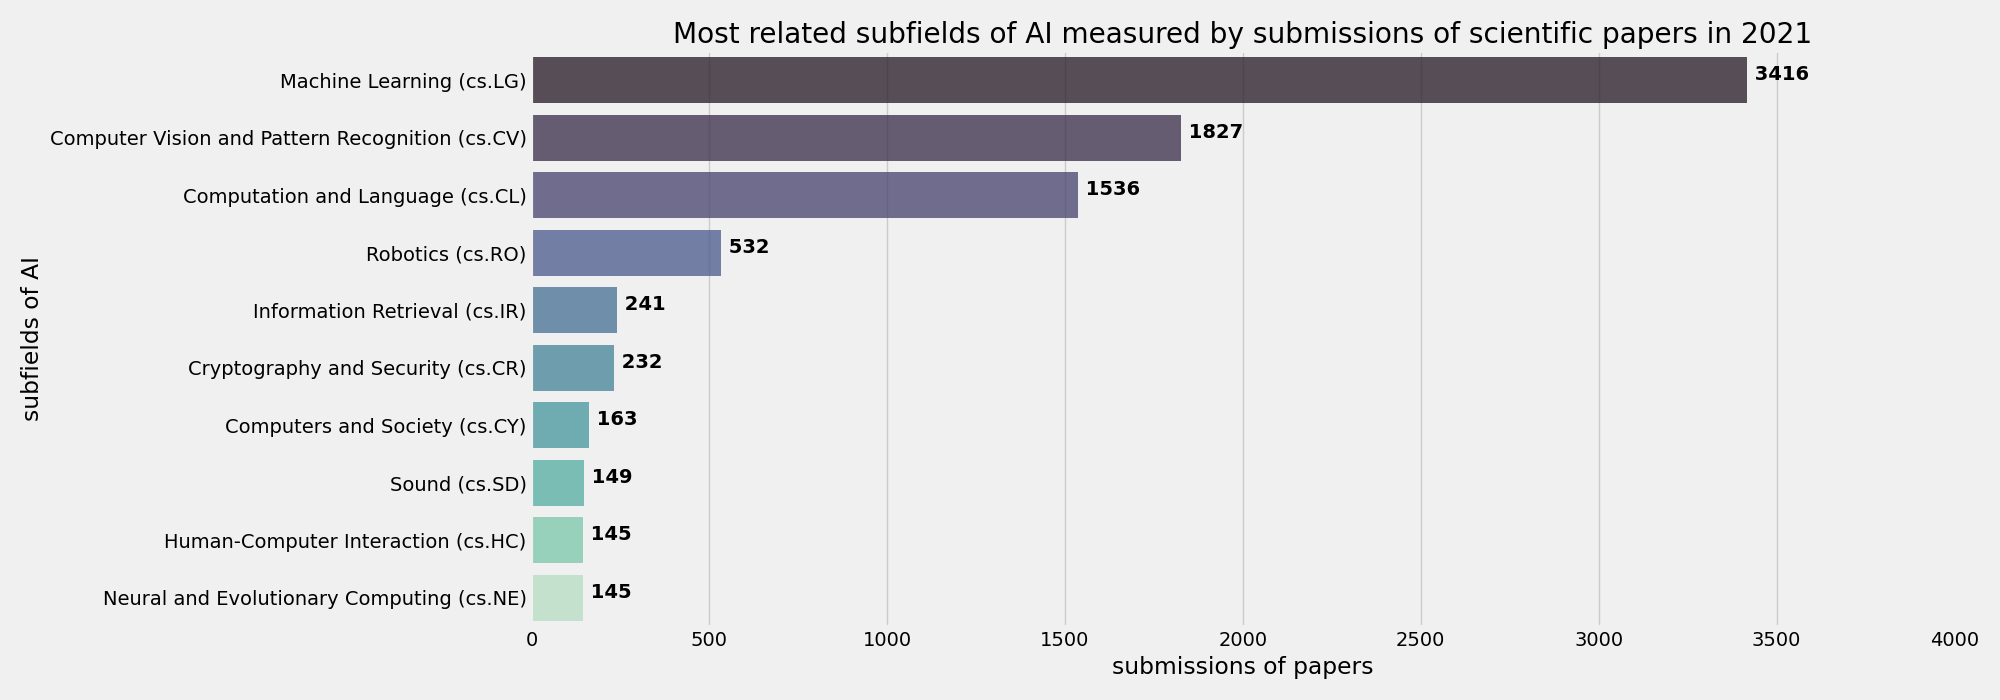 Most related subfields of AI measured by submissions of scientific papers in 2021
subfields of AI
Machine Learning (cs.LG) 3416
Computer Vision and Pattern Recognition (cs.CV) 1827
Computation and Language (cs.CL) 1536
Robotics (cs.RO) 532
Information Retrieval (cs.IR) 241
Cryptography and Security (cs.CR) 232
Computers and Society (cs.CY) 163
Sound (cs.SD) 149
Human-Computer Interaction (cs.HC) 145
Neural and Evolutionary Computing (cs.NE) 145
0 500 1000 1500 2000 2500 3000 3500 4000
submissions of papers